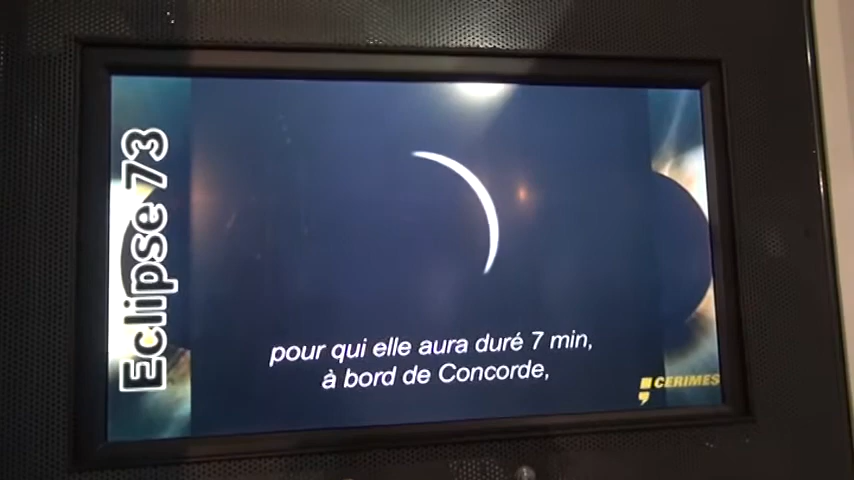 Eclipse 73
pour qui elle aura duré 7 min,
à bord de Concorde,
CERIMES